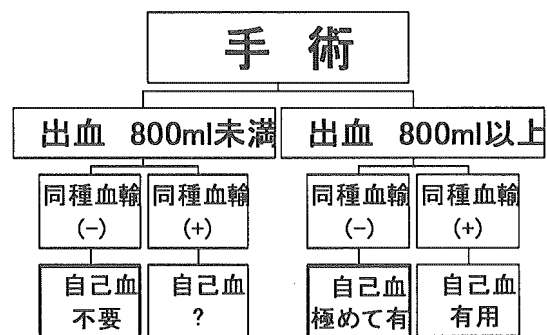 手 術
出血 800ml未満
出血 800ml以上
同種血輸
(-)
同種血輸
(+)
同種血輸
(-)
同種血輸
(+)
自己血
不要
自己血
?
自己血
極めて有
自己血
有用